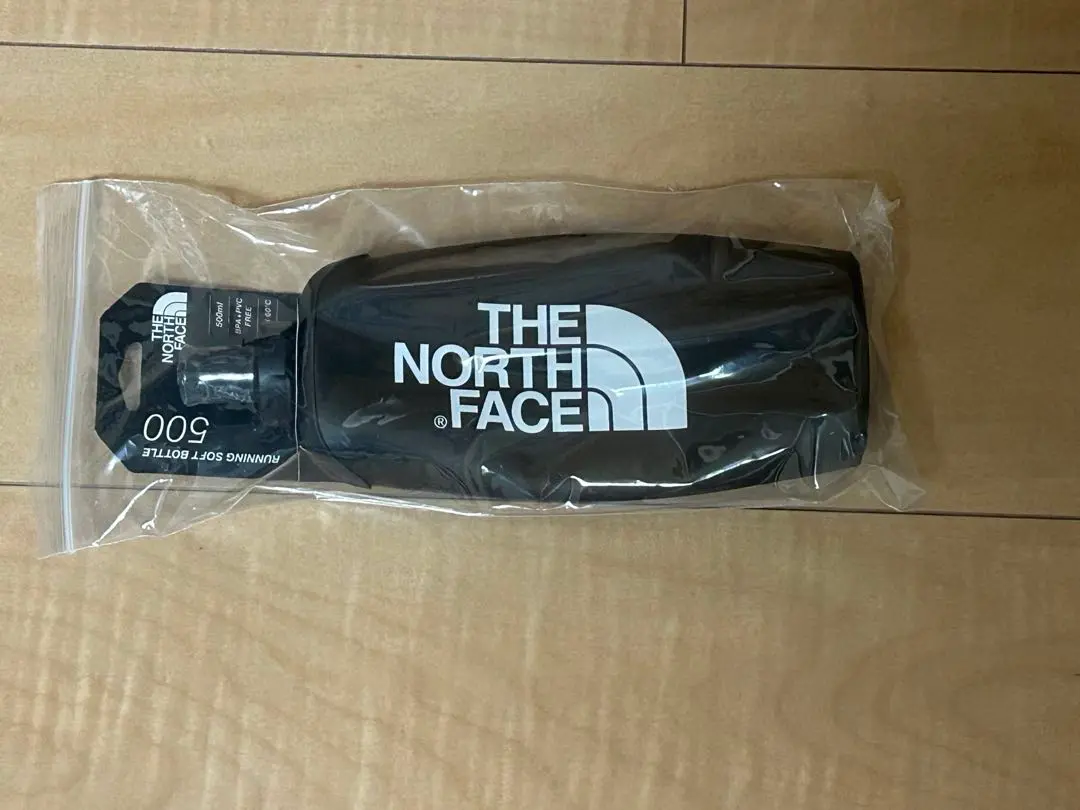 THE
NORTH
FACE
®
THE
NORTH
FACE
500ml
BPA • PVC
FREE
60°C
RUNNING SOFT BOTTLE
500